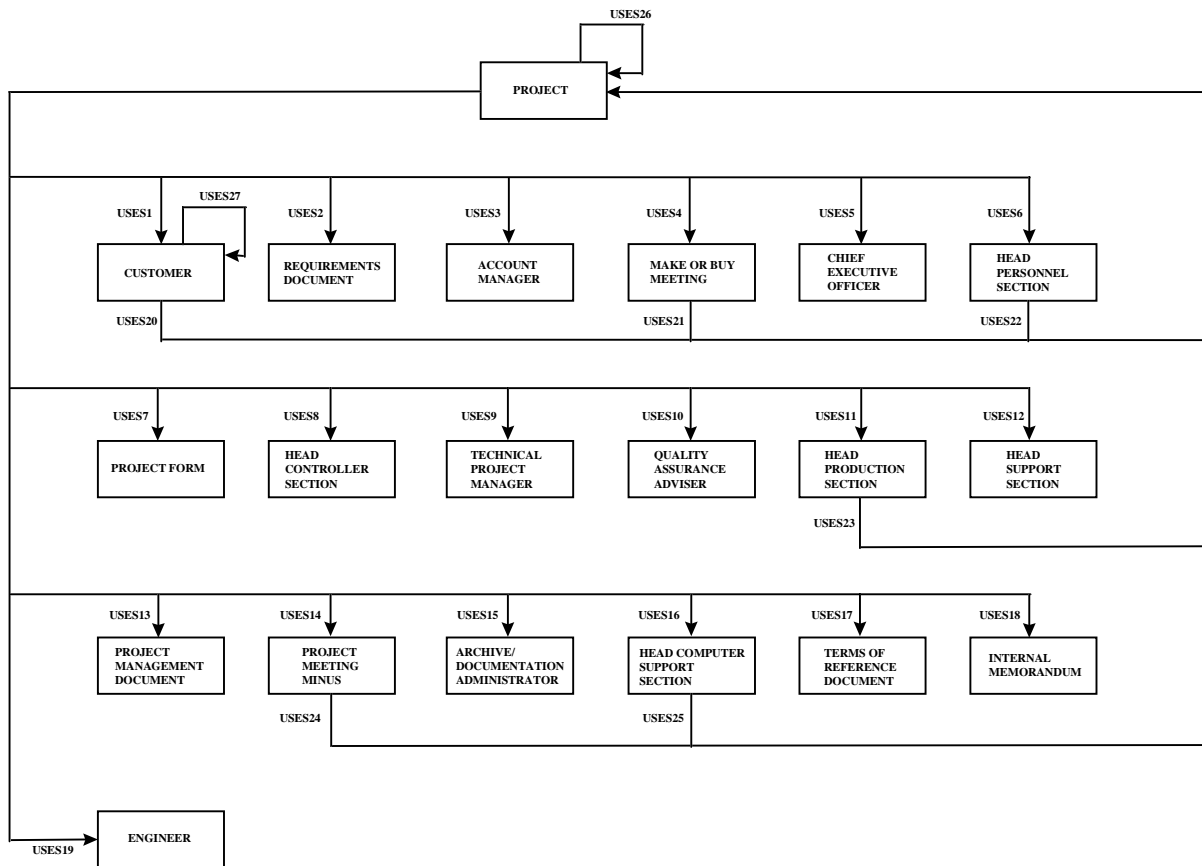 USES26
PROJECT
USES27
USES1
USES2
USES3
USES4
USES5
USES6
CUSTOMER
REQUIREMENTS
DOCUMENT
ACCOUNT
MANAGER
MAKE OR BUY
MEETING
CHIEF
EXECUTIVE
OFFICER
HEAD
PERSONNEL
SECTION
USES20
USES21
USES22
USES7
USES8
USES9
USES10
USES11
USES12
PROJECT FORM
HEAD
CONTROLLER
SECTION
TECHNICAL
PROJECT
MANAGER
QUALITY
ASSURANCE
ADVISER
HEAD
PRODUCTION
SECTION
HEAD
SUPPORT
SECTION
USES23
USES13
USES14
USES15
USES16
USES17
USES18
PROJECT
MANAGEMENT
DOCUMENT
PROJECT
MEETING
MINUS
ARCHIVE/
DOCUMENTATION
ADMINISTRATOR
HEAD COMPUTER
SUPPORT
SECTION
TERMS OF
REFERENCE
DOCUMENT
INTERNAL
MEMORANDUM
USES24
USES25
ENGINEER
USES19